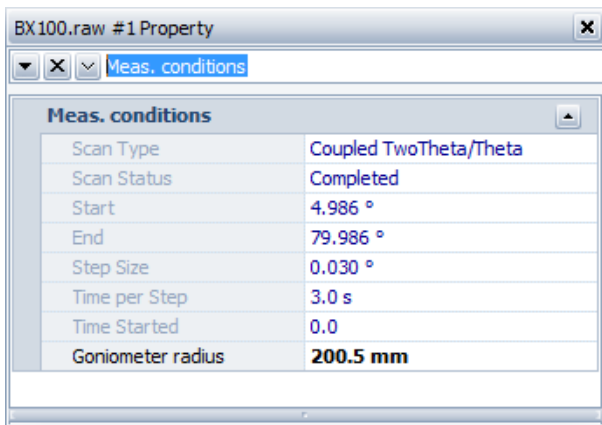 BX100.raw #1 Property
Meas. conditions
Meas. conditions
Scan Type Coupled TwoTheta/Theta
Scan Status Completed
Start 4.986 °
End 79.986 °
Step Size 0.030 °
Time per Step 3.0 s
Time Started 0.0
Goniometer radius 200.5 mm